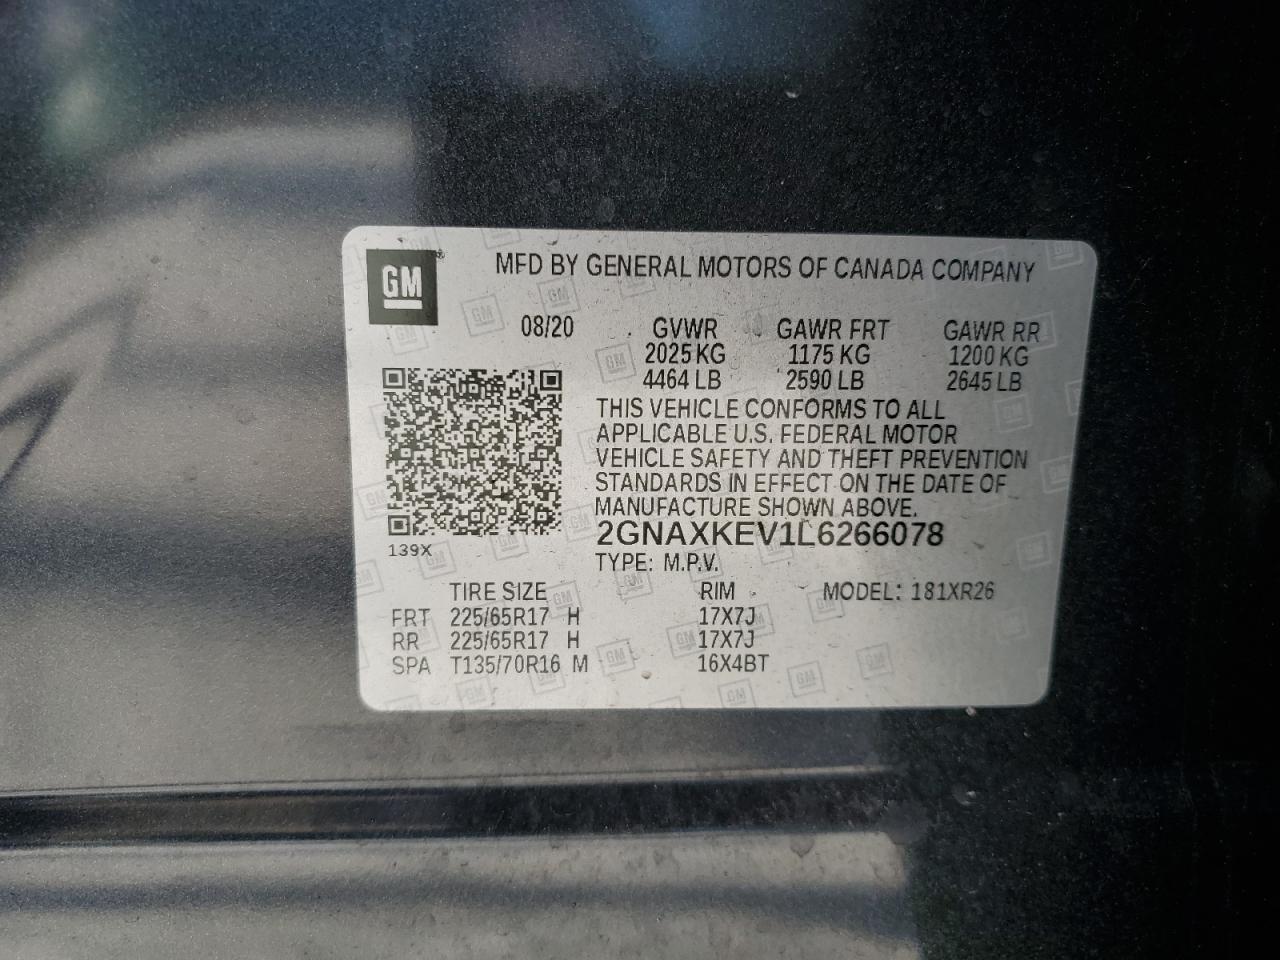 GM
MFD BY GENERAL MOTORS OF CANADA COMPANY
08/20 GVWR GAWR FRT GAWR RR
2025 KG 1175 KG 1200 KG
4464 LB 2590 LB 2645 LB
THIS VEHICLE CONFORMS TO ALL
APPLICABLE U.S. FEDERAL MOTOR
VEHICLE SAFETY AND THEFT PREVENTION
STANDARDS IN EFFECT ON THE DATE OF
MANUFACTURE SHOWN ABOVE.
2GNAXKEV1L6266078
139X
TYPE: M.P.V.
TIRE SIZE RIM MODEL: 181XR26
FRT 225/65R17 H 17X7J
RR 225/65R17 H 17X7J
SPA T135/70R16 M 16X4BT